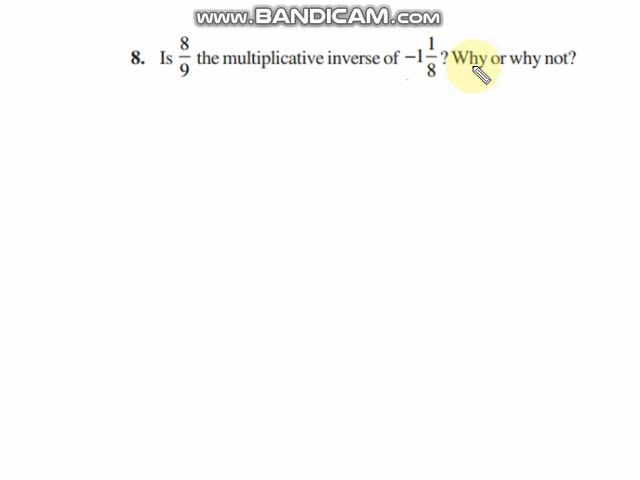 www.BANDICAM.com
8. Is 8/9 the multiplicative inverse of −1 1/8? Why or why not?